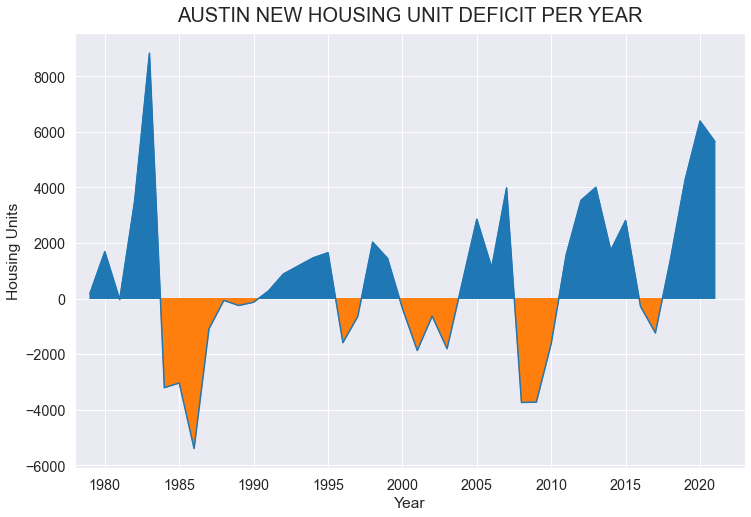 AUSTIN NEW HOUSING UNIT DEFICIT PER YEAR
8000
6000
4000
2000
0
−2000
−4000
−6000
Housing Units
1980 1985 1990 1995 2000 2005 2010 2015 2020
Year